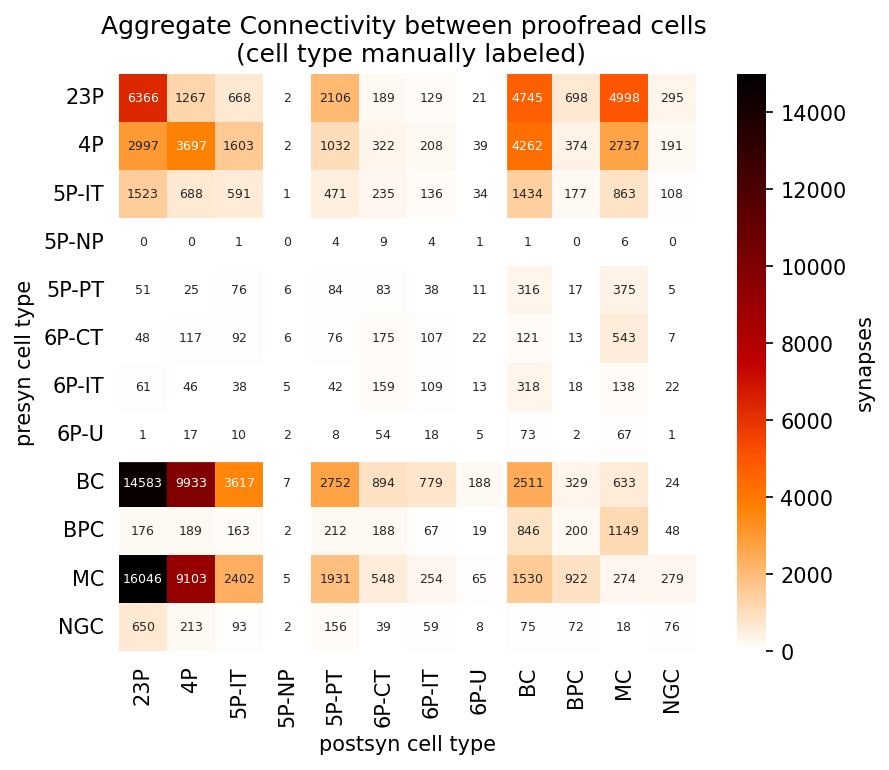 Aggregate Connectivity between proofread cells
(cell type manually labeled)
23P 6366 1267 668 2 2106 189 129 21 4745 698 4998 295
4P 2997 3697 1603 2 1032 322 208 39 4262 374 2737 191
5P-IT 1523 688 591 1 471 235 136 34 1434 177 863 108
5P-NP 0 0 1 0 4 9 4 1 1 0 6 0
5P-PT 51 25 76 6 84 83 38 11 316 17 375 5
6P-CT 48 117 92 6 76 175 107 22 121 13 543 7
6P-IT 61 46 38 5 42 159 109 13 318 18 138 22
6P-U 1 17 10 2 8 54 18 5 73 2 67 1
BC 14583 9933 3617 7 2752 894 779 188 2511 329 633 24
BPC 176 189 163 2 212 188 67 19 846 200 1149 48
MC 16046 9103 2402 5 1931 548 254 65 1530 922 274 279
NGC 650 213 93 2 156 39 59 8 75 72 18 76
23P 4P 5P-IT 5P-NP 5P-PT 6P-CT 6P-IT 6P-U BC BPC MC NGC
postsyn cell type
presyn cell type
14000
12000
10000
8000
6000
4000
2000
0
synapses